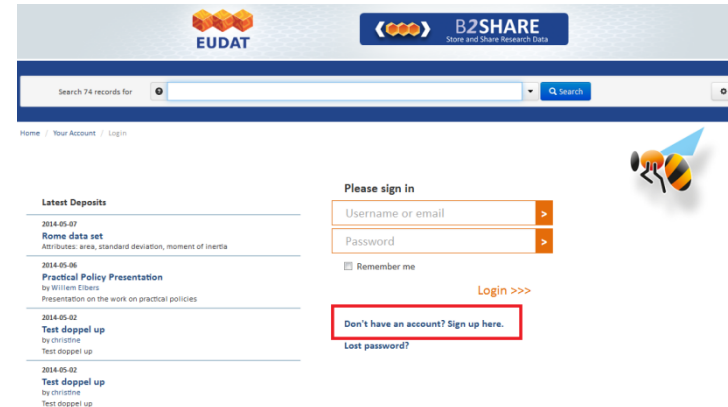 EUDAT
B2SHARE
Store and Share Research Data
Search 74 records for
Search
Home / Your Account / Login
Latest Deposits
2014-05-07
Rome data set
Attributes: area, standard deviation, moment of inertia
2014-05-06
Practical Policy Presentation
by Willem Elbers
Presentation on the work on practical policies
2014-05-02
Test doppel up
by christine
Test doppel up
2014-05-02
Test doppel up
by christine
Test doppel up
Please sign in
Username or email
>
Password
>
Remember me
Login >>>
Don't have an account? Sign up here.
Lost password?